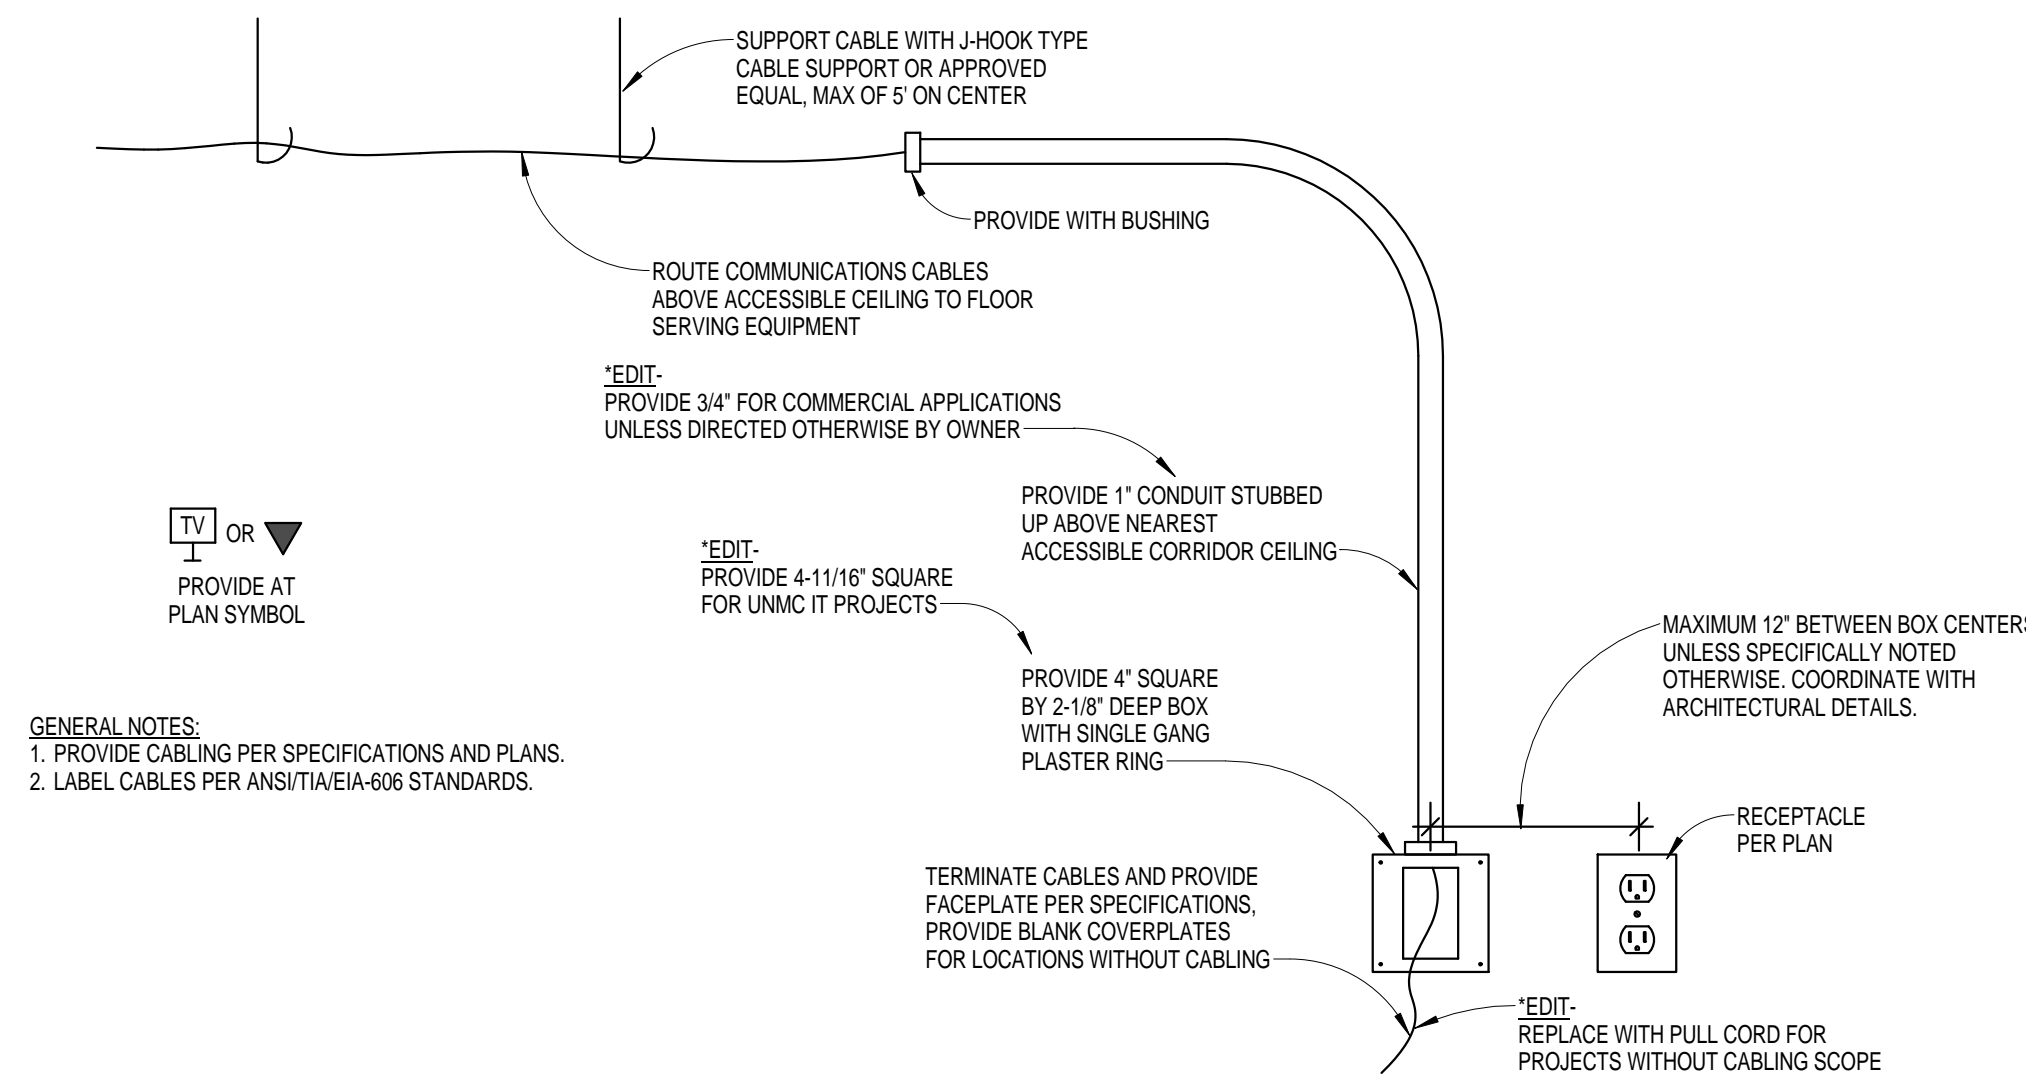 SUPPORT CABLE WITH J-HOOK TYPE
CABLE SUPPORT OR APPROVED
EQUAL, MAX OF 5' ON CENTER
PROVIDE WITH BUSHING
ROUTE COMMUNICATIONS CABLES
ABOVE ACCESSIBLE CEILING TO FLOOR
SERVING EQUIPMENT
*EDIT-
PROVIDE 3/4" FOR COMMERCIAL APPLICATIONS
UNLESS DIRECTED OTHERWISE BY OWNER
PROVIDE 1" CONDUIT STUBBED
UP ABOVE NEAREST
ACCESSIBLE CORRIDOR CEILING
TV OR
PROVIDE AT
PLAN SYMBOL
*EDIT-
PROVIDE 4-11/16" SQUARE
FOR UNMC IT PROJECTS
MAXIMUM 12" BETWEEN BOX CENTERS
UNLESS SPECIFICALLY NOTED
OTHERWISE. COORDINATE WITH
ARCHITECTURAL DETAILS.
PROVIDE 4" SQUARE
BY 2-1/8" DEEP BOX
WITH SINGLE GANG
PLASTER RING
GENERAL NOTES:
1. PROVIDE CABLING PER SPECIFICATIONS AND PLANS.
2. LABEL CABLES PER ANSI/TIA/EIA-606 STANDARDS.
RECEPTACLE
PER PLAN
TERMINATE CABLES AND PROVIDE
FACEPLATE PER SPECIFICATIONS,
PROVIDE BLANK COVERPLATES
FOR LOCATIONS WITHOUT CABLING
*EDIT-
REPLACE WITH PULL CORD FOR
PROJECTS WITHOUT CABLING SCOPE